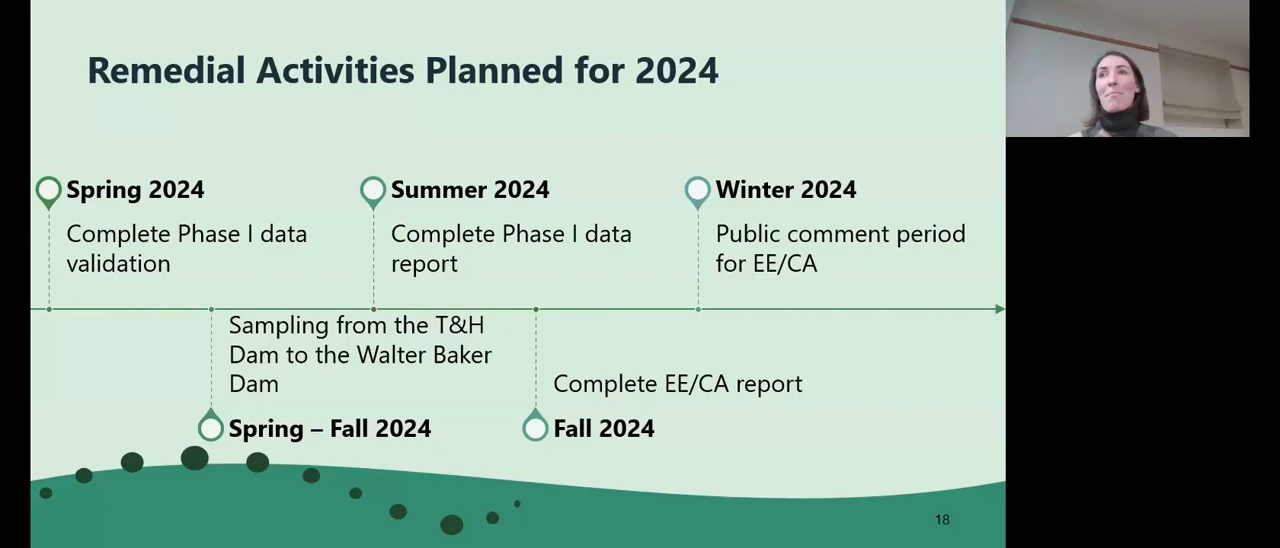 Remedial Activities Planned for 2024
Spring 2024
Complete Phase I data
validation
Summer 2024
Complete Phase I data
report
Winter 2024
Public comment period
for EE/CA
Sampling from the T&H
Dam to the Walter Baker
Dam
Spring – Fall 2024
Complete EE/CA report
Fall 2024
18